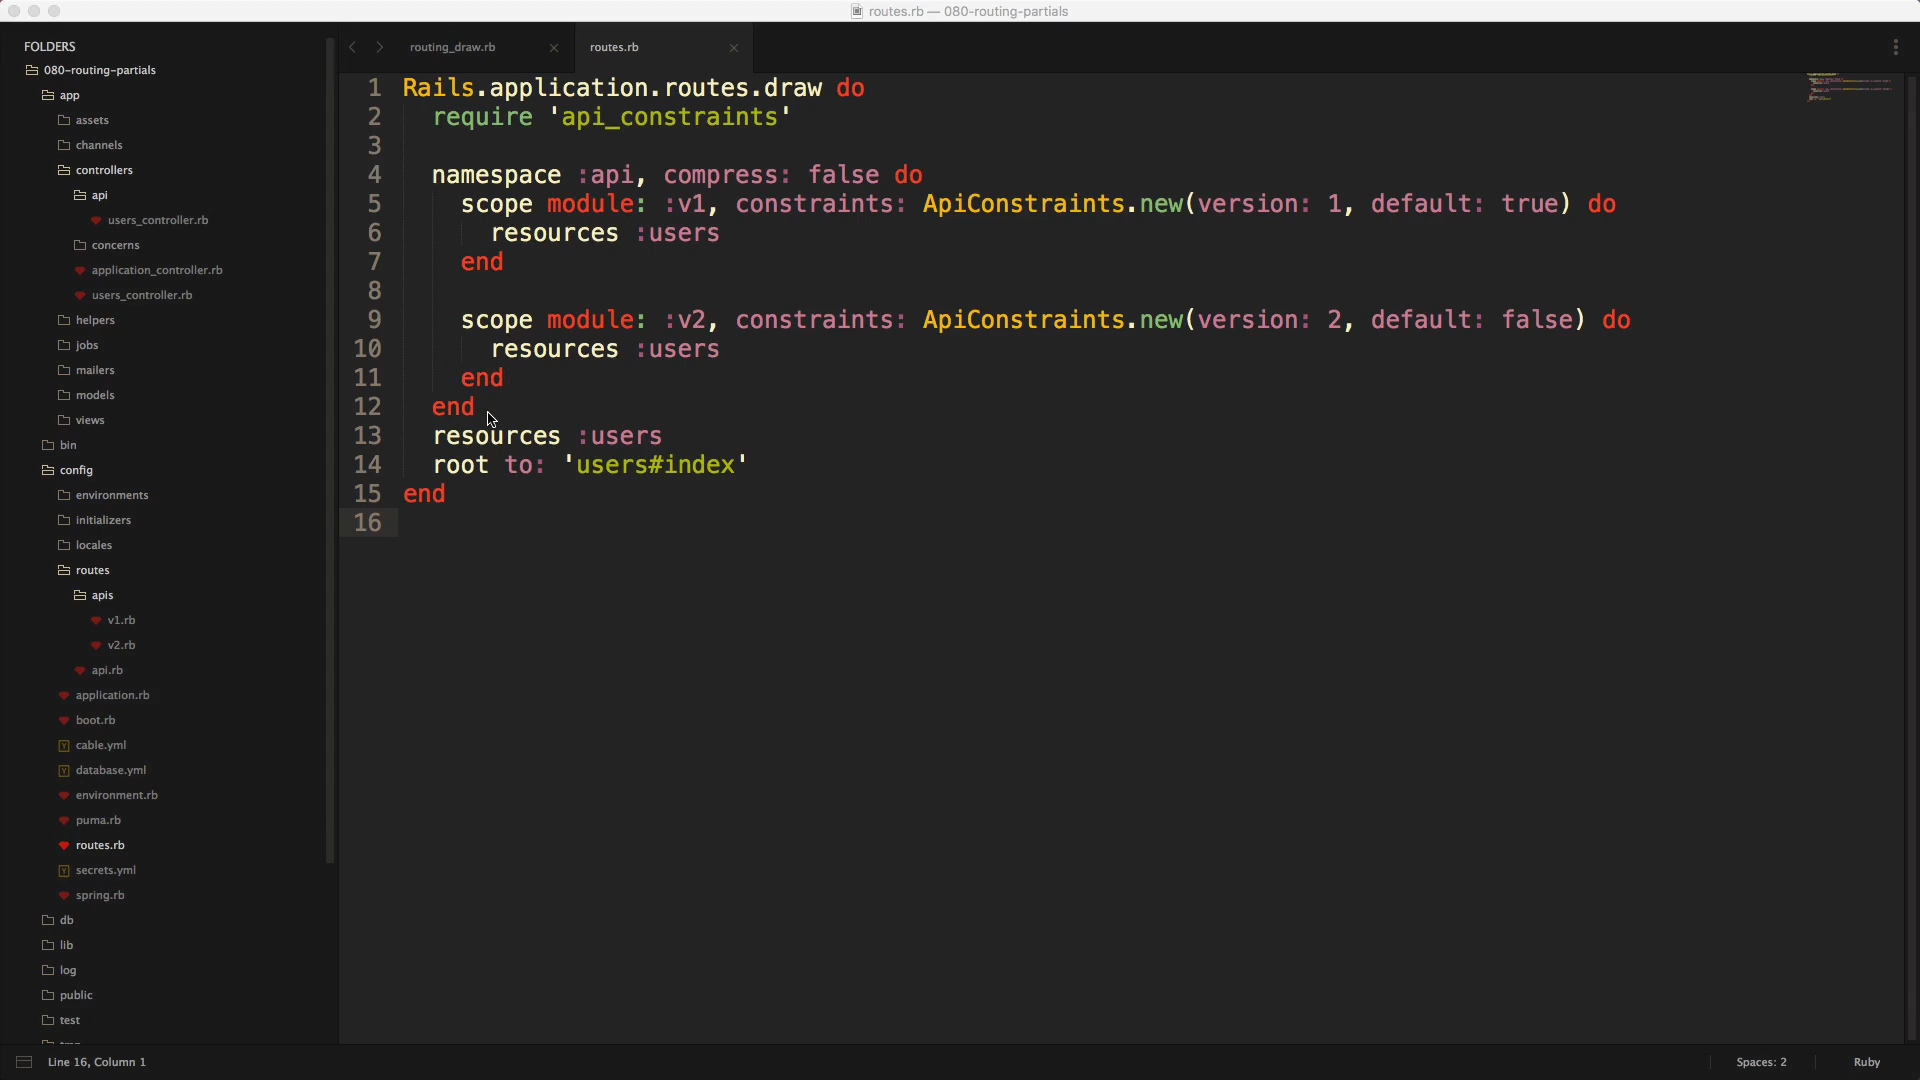 routes.rb — 080-routing-partials
FOLDERS
080-routing-partials
app
assets
channels
controllers
api
users_controller.rb
concerns
application_controller.rb
users_controller.rb
helpers
jobs
mailers
models
views
bin
config
environments
initializers
locales
routes
apis
v1.rb
v2.rb
api.rb
application.rb
boot.rb
cable.yml
database.yml
environment.rb
puma.rb
routes.rb
secrets.yml
spring.rb
db
lib
log
public
test
routing_draw.rb
routes.rb
1 Rails.application.routes.draw do
2 require 'api_constraints'
3
4 namespace :api, compress: false do
5 scope module: :v1, constraints: ApiConstraints.new(version: 1, default: true) do
6 resources :users
7 end
8
9 scope module: :v2, constraints: ApiConstraints.new(version: 2, default: false) do
10 resources :users
11 end
12 end
13 resources :users
14 root to: 'users#index'
15 end
16
Line 16, Column 1
Spaces: 2
Ruby